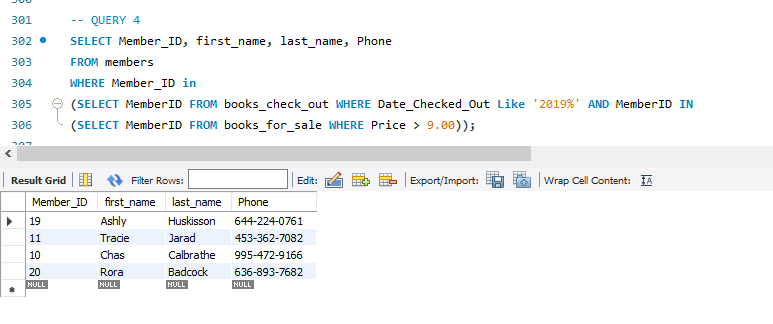 301 -- QUERY 4
302 SELECT Member_ID, first_name, last_name, Phone
303 FROM members
304 WHERE Member_ID in
305 (SELECT MemberID FROM books_check_out WHERE Date_Checked_Out Like '2019%' AND MemberID IN
306 (SELECT MemberID FROM books_for_sale WHERE Price > 9.00));
Result Grid Filter Rows: Edit: Export/Import: Wrap Cell Content: IA
Member_ID first_name last_name Phone
19 Ashly Huskisson 644-224-0761
11 Tracie Jarad 453-362-7082
10 Chas Calbrathe 995-472-9166
20 Rora Badcock 636-893-7682
NULL NULL NULL NULL